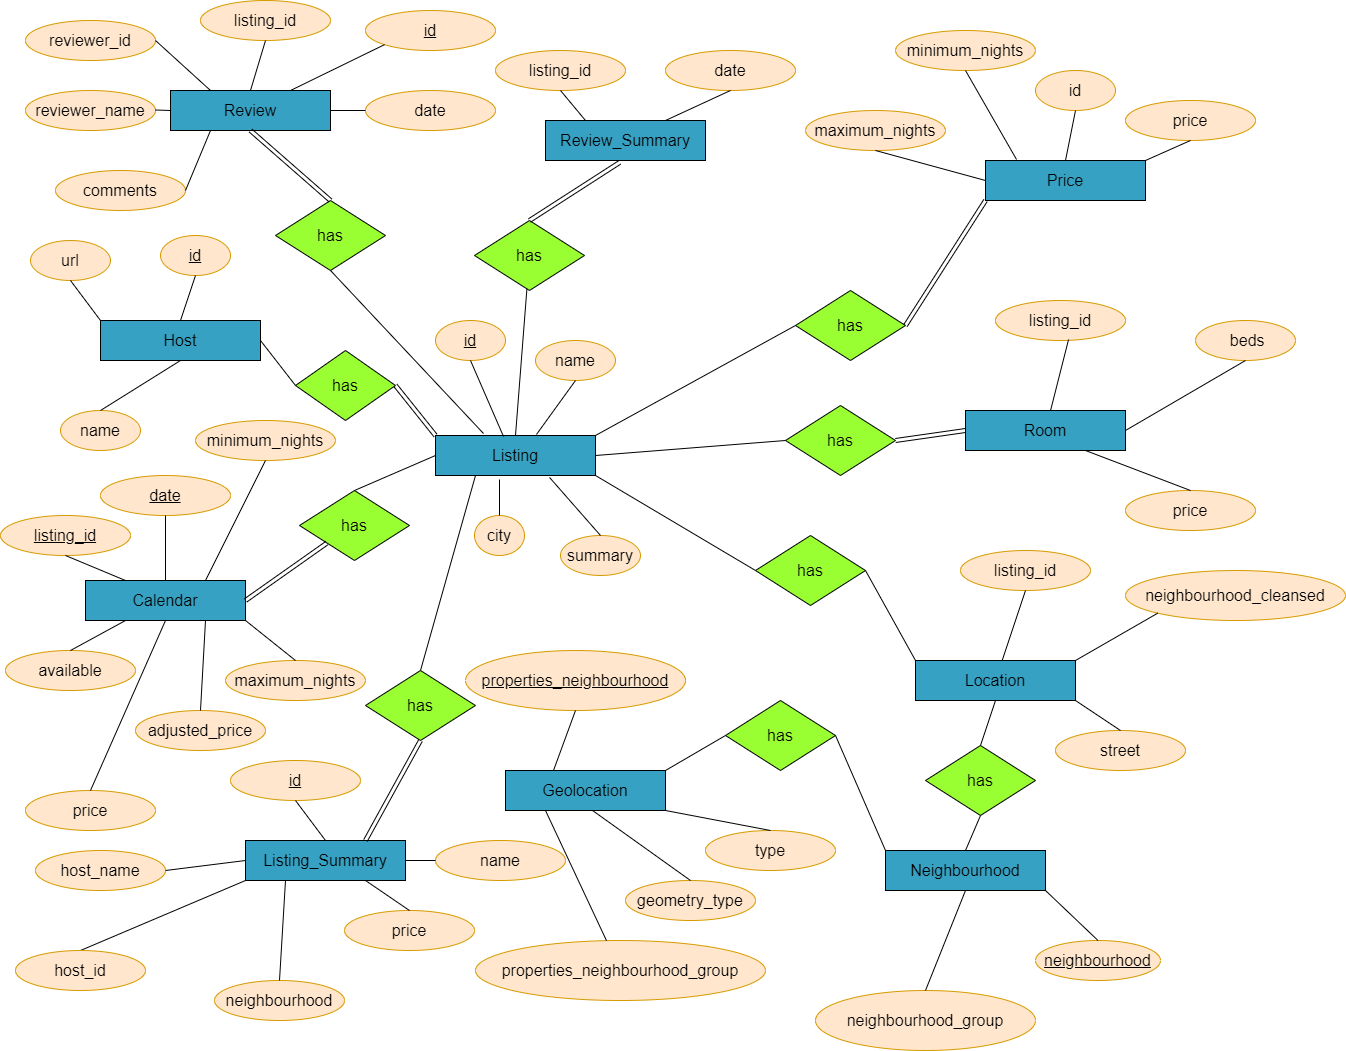 listing_id
id
reviewer_id
minimum_nights
listing_id
date
id
reviewer_name
Review
date
price
maximum_nights
Review_Summary
Price
comments
has
url
id
has
listing_id
has
Host
id
beds
name
has
name
minimum_nights
has
Room
Listing
date
price
listing_id
has
city
summary
has
listing_id
neighbourhood_cleansed
Calendar
available
maximum_nights
properties_neighbourhood
Location
has
adjusted_price
has
street
id
has
price
Geolocation
host_name
Listing_Summary
name
type
Neighbourhood
geometry_type
price
host_id
properties_neighbourhood_group
neighbourhood
neighbourhood
neighbourhood_group